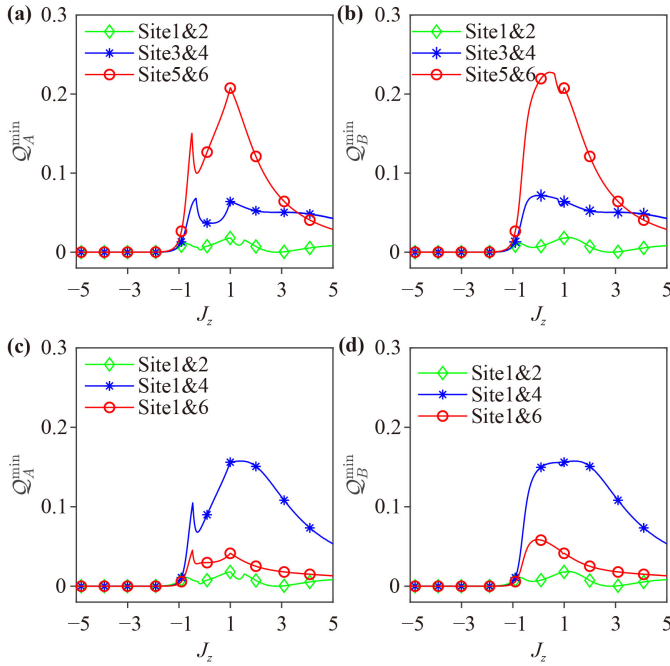 (a)
0.3
0.2
0.1
0
Q_A^min
Site1&2
Site3&4
Site5&6
−5 −3 −1 1 3 5
J_z
(b)
0.3
0.2
0.1
0
Q_B^min
Site1&2
Site3&4
Site5&6
−5 −3 −1 1 3 5
J_z
(c)
0.3
0.2
0.1
0
Q_A^min
Site1&2
Site1&4
Site1&6
−5 −3 −1 1 3 5
J_z
(d)
0.3
0.2
0.1
0
Q_B^min
Site1&2
Site1&4
Site1&6
−5 −3 −1 1 3 5
J_z